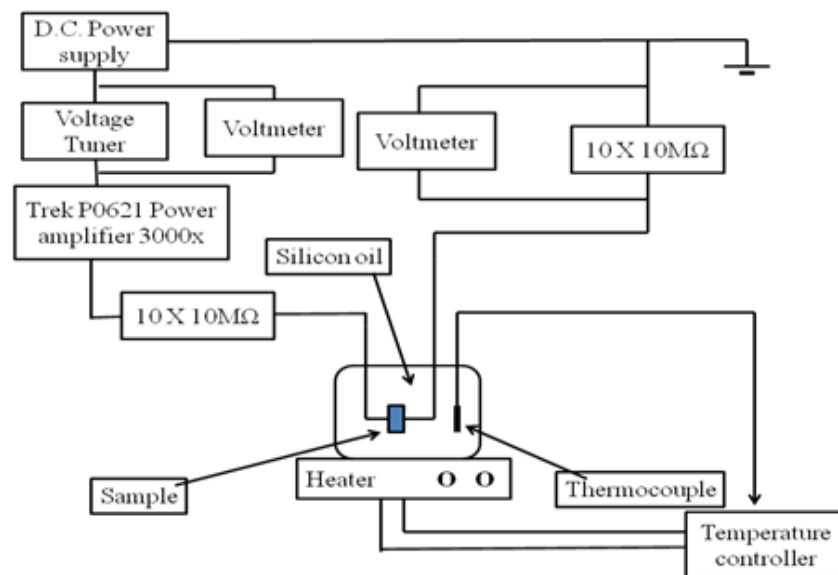 D.C. Power
supply
Voltage
Tuner
Voltmeter
Voltmeter
10 X 10MΩ
Trek P0621 Power
amplifier 3000x
Silicon oil
10 X 10MΩ
Sample
Heater
O O
Thermocouple
Temperature
controller